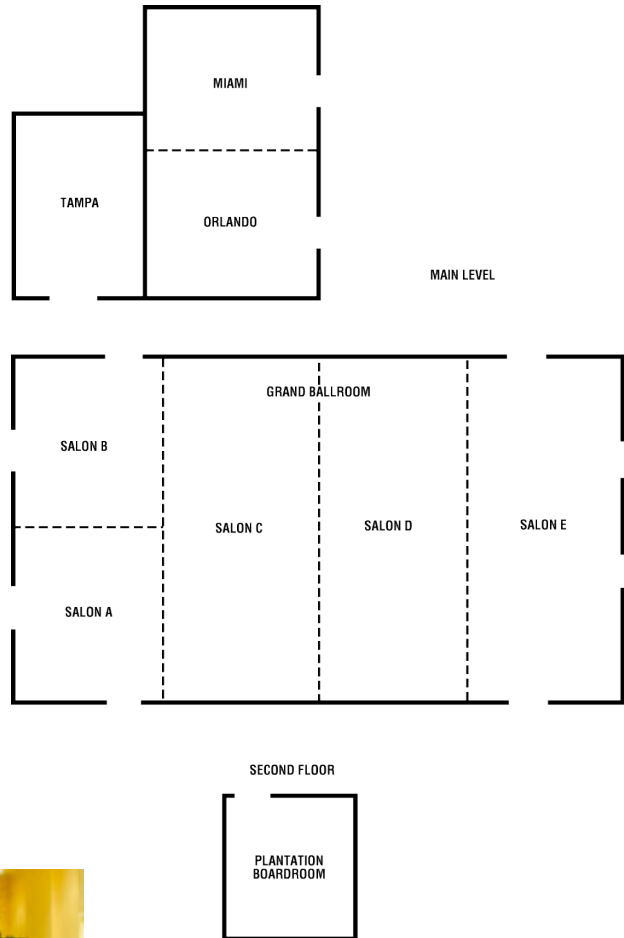 MIAMI
TAMPA
ORLANDO
MAIN LEVEL
GRAND BALLROOM
SALON B
SALON C
SALON D
SALON E
SALON A
SECOND FLOOR
PLANTATION
BOARDROOM